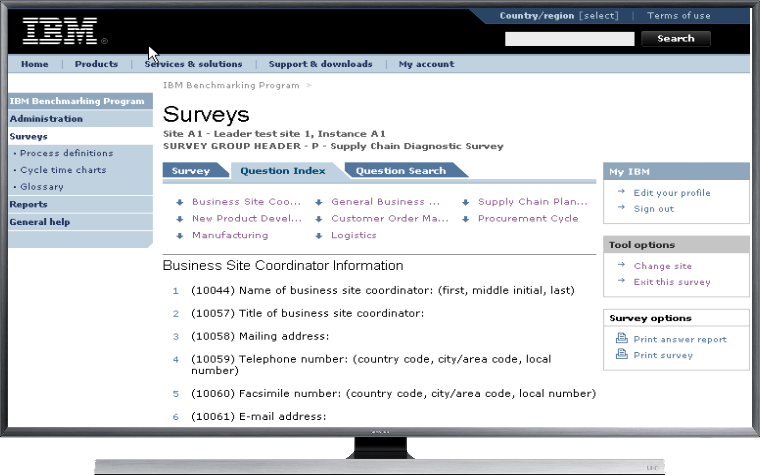 Country/region [select] | Terms of use
IBM®
Search
Home | Products | Services & solutions | Support & downloads | My account
IBM Benchmarking Program >
IBM Benchmarking Program
Administration
Surveys
Process definitions
Cycle time charts
Glossary
Reports
General help
Surveys
Site A1 - Leader test site 1, Instance A1
SURVEY GROUP HEADER - P - Supply Chain Diagnostic Survey
Survey Question Index Question Search
Business Site Coo... General Business ... Supply Chain Plan...
New Product Devel... Customer Order Ma... Procurement Cycle
Manufacturing Logistics
Business Site Coordinator Information
1 (10044) Name of business site coordinator: (first, middle initial, last)
2 (10057) Title of business site coordinator:
3 (10058) Mailing address:
4 (10059) Telephone number: (country code, city/area code, local
number)
5 (10060) Facsimile number: (country code, city/area code, local number)
6 (10061) E-mail address:
My IBM
Edit your profile
Sign out
Tool options
Change site
Exit this survey
Survey options
Print answer report
Print survey